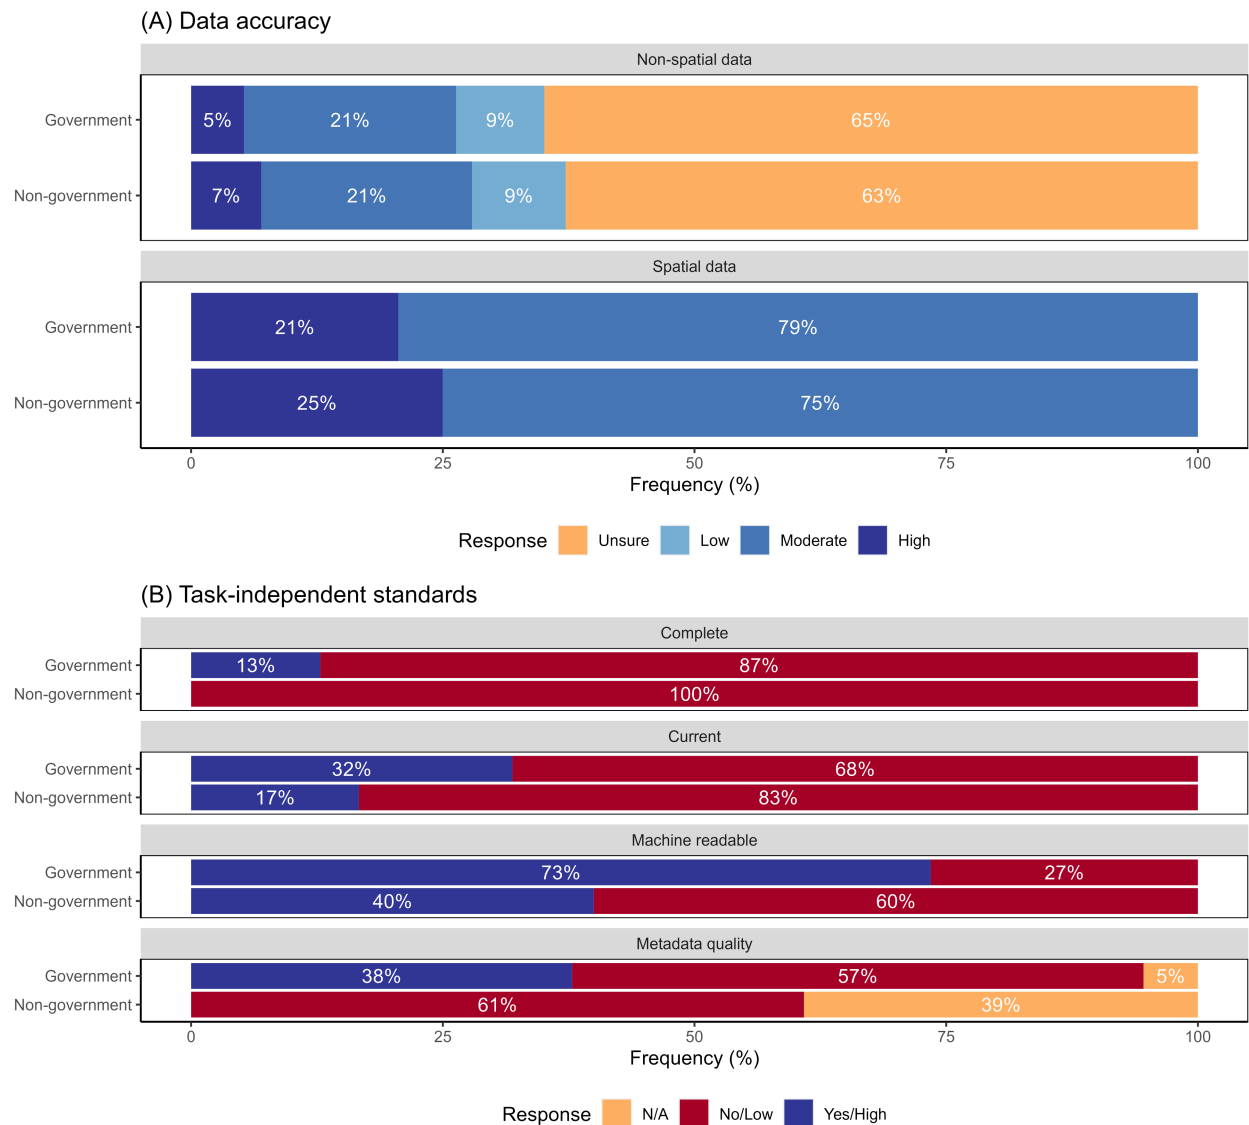 (A) Data accuracy
Non-spatial data
Government 5% 21% 9% 65%
Non-government 7% 21% 9% 63%
Spatial data
Government 21% 79%
Non-government 25% 75%
0 25 50 75 100
Frequency (%)
Response Unsure Low Moderate High
(B) Task-independent standards
Complete
Government 13% 87%
Non-government 100%
Current
Government 32% 68%
Non-government 17% 83%
Machine readable
Government 73% 27%
Non-government 40% 60%
Metadata quality
Government 38% 57% 5%
Non-government 61% 39%
0 25 50 75 100
Frequency (%)
Response N/A No/Low Yes/High